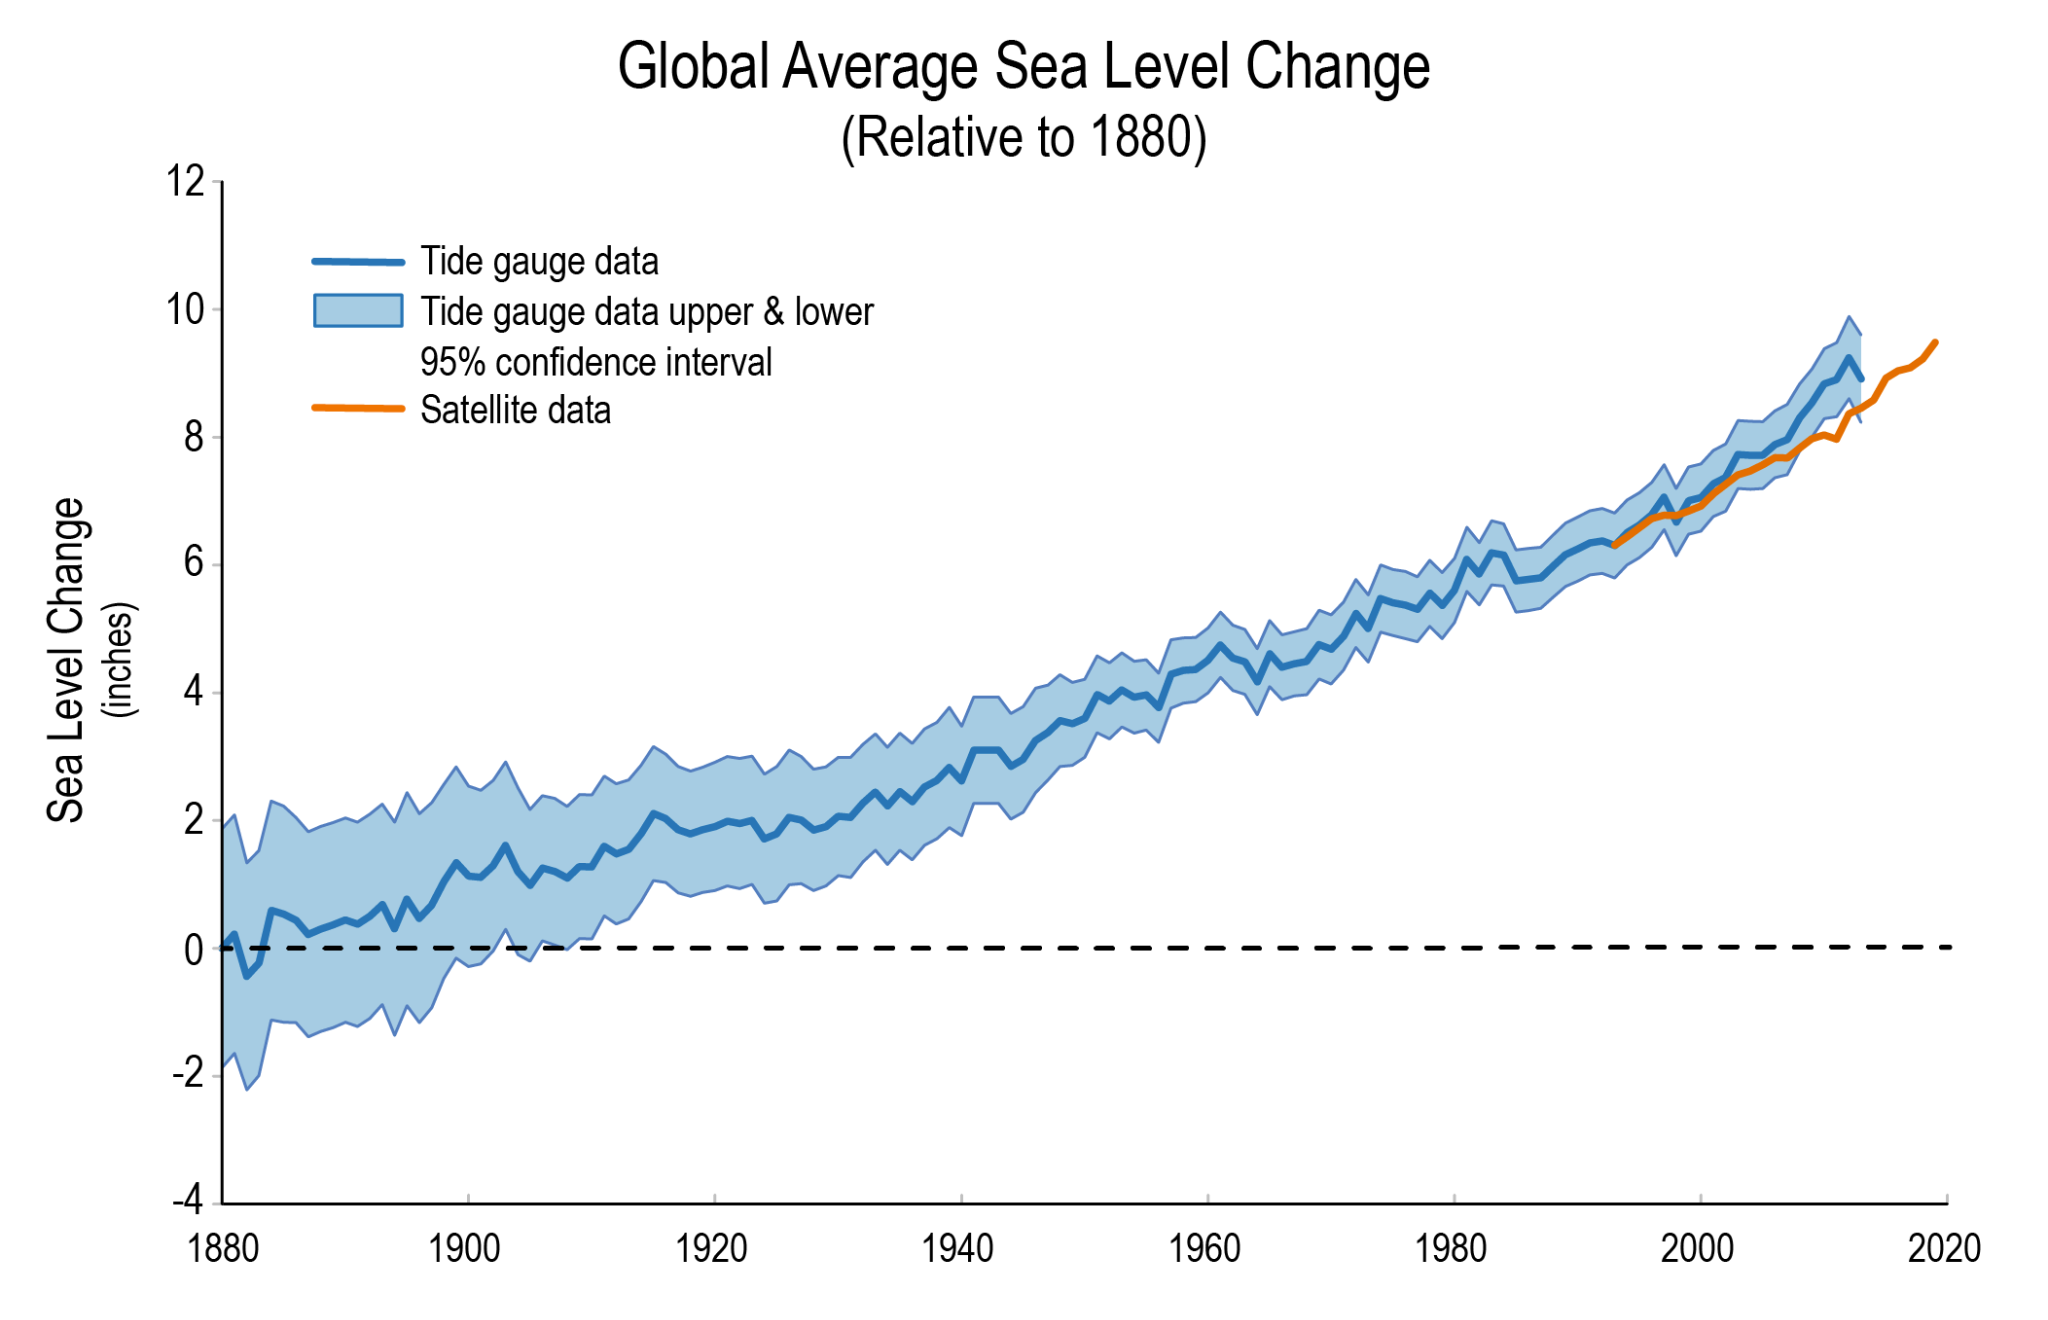 Global Average Sea Level Change
(Relative to 1880)
12
10
8
6
4
2
0
-2
-4
Sea Level Change
(inches)
Tide gauge data
Tide gauge data upper & lower
95% confidence interval
Satellite data
1880 1900 1920 1940 1960 1980 2000 2020